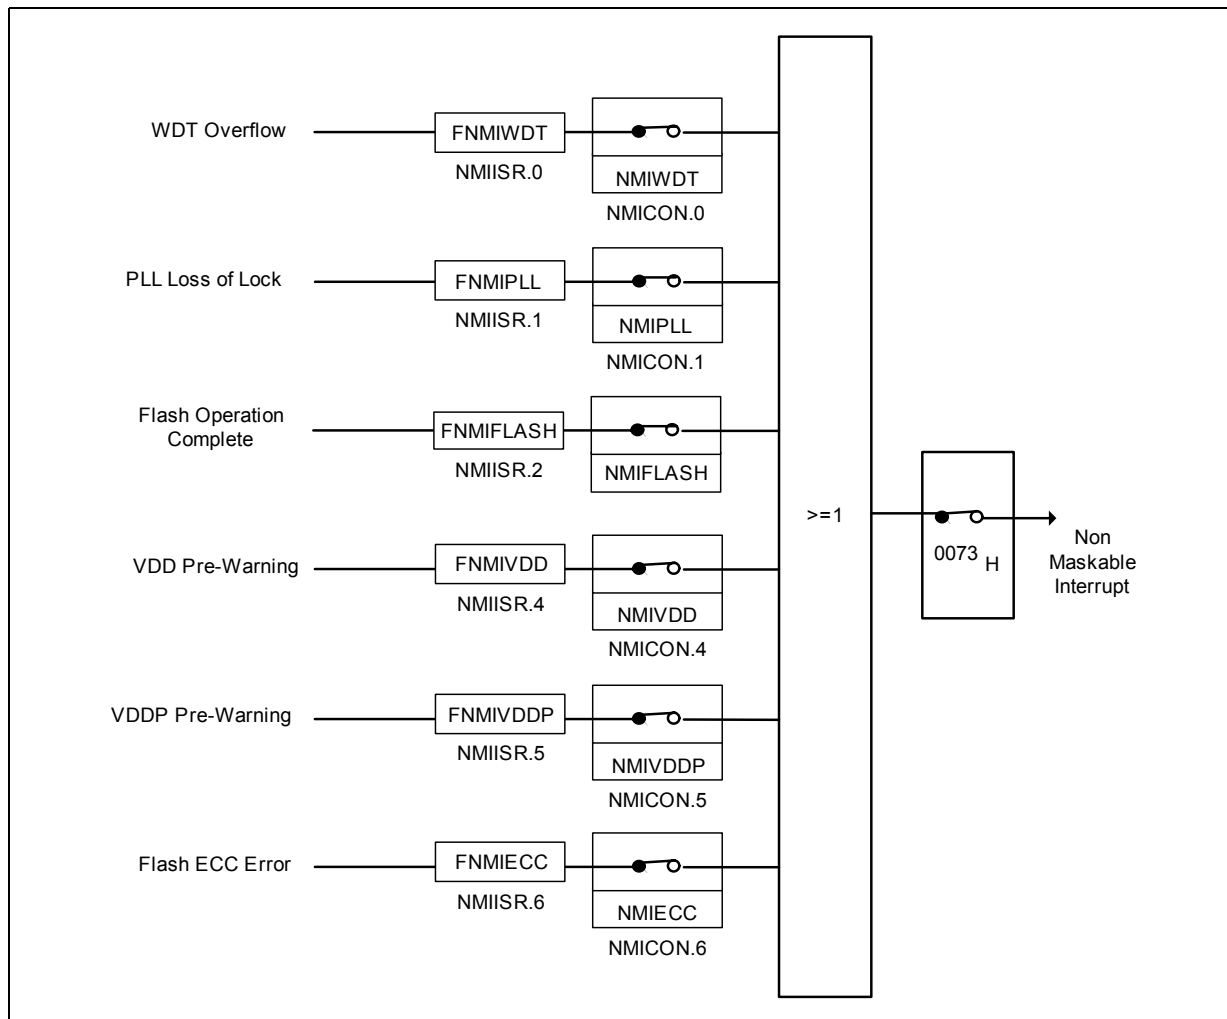 WDT Overflow
FNMIWDT
NMIISR.0
NMIWDT
NMICON.0
PLL Loss of Lock
FNMIPLL
NMIISR.1
NMIPLL
NMICON.1
Flash Operation
Complete
FNMIFLASH
NMIISR.2
NMIFLASH
VDD Pre-Warning
FNMIVDD
NMIISR.4
NMIVDD
NMICON.4
VDDP Pre-Warning
FNMIVDDP
NMIISR.5
NMIVDDP
NMICON.5
Flash ECC Error
FNMIECC
NMIISR.6
NMIECC
NMICON.6
>=1
0073 H
Non
Maskable
Interrupt